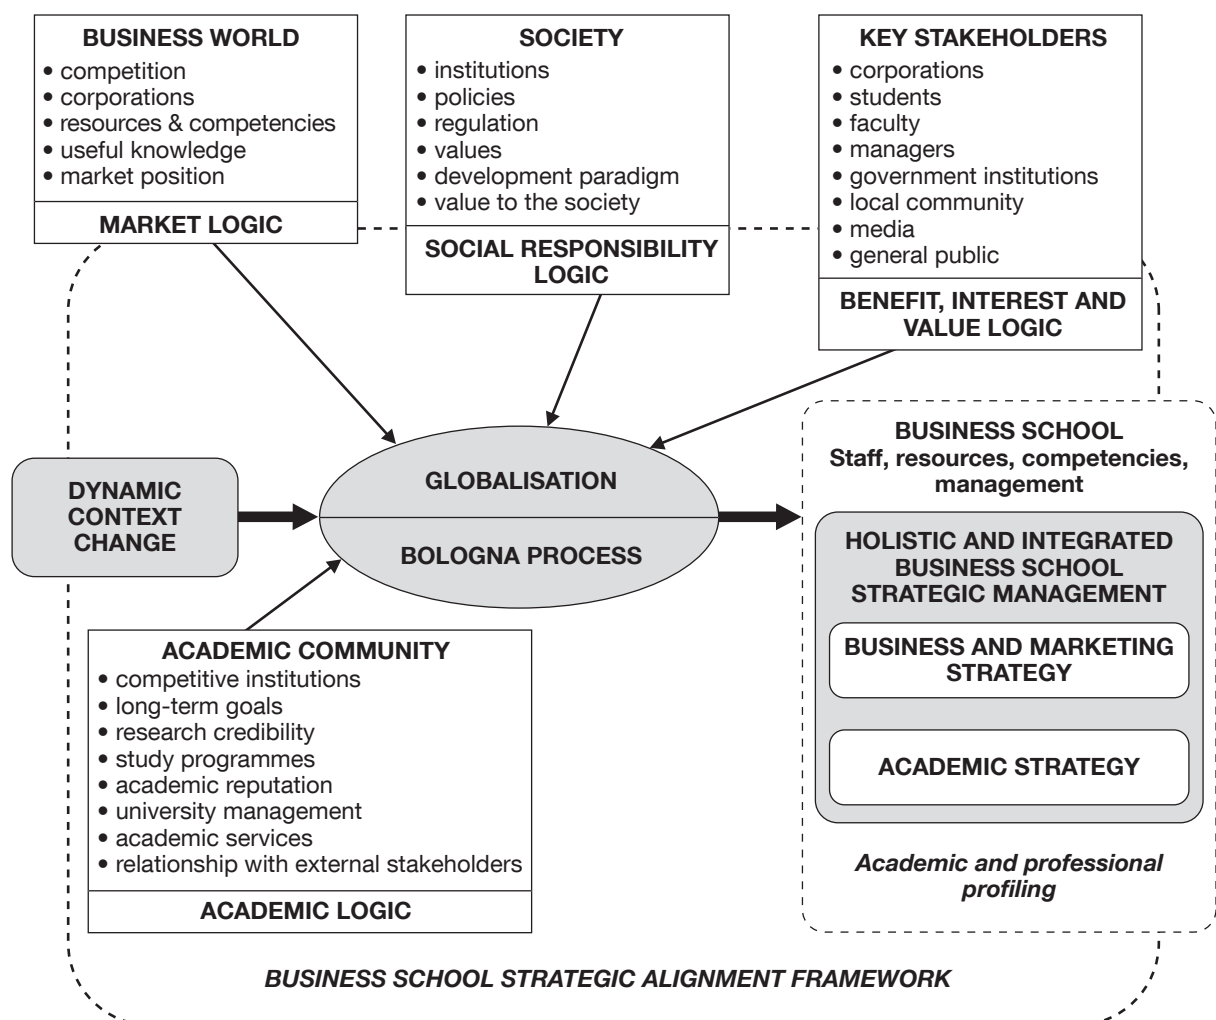 BUSINESS WORLD
• competition
• corporations
• resources & competencies
• useful knowledge
• market position
MARKET LOGIC
SOCIETY
• institutions
• policies
• regulation
• values
• development paradigm
• value to the society
SOCIAL RESPONSIBILITY
LOGIC
KEY STAKEHOLDERS
• corporations
• students
• faculty
• managers
• government institutions
• local community
• media
• general public
BENEFIT, INTEREST AND
VALUE LOGIC
DYNAMIC
CONTEXT
CHANGE
GLOBALISATION
BOLOGNA PROCESS
BUSINESS SCHOOL
Staff, resources, competencies,
management
HOLISTIC AND INTEGRATED
BUSINESS SCHOOL
STRATEGIC MANAGEMENT
BUSINESS AND MARKETING
STRATEGY
ACADEMIC STRATEGY
Academic and professional
profiling
ACADEMIC COMMUNITY
• competitive institutions
• long-term goals
• research credibility
• study programmes
• academic reputation
• university management
• academic services
• relationship with external stakeholders
ACADEMIC LOGIC
BUSINESS SCHOOL STRATEGIC ALIGNMENT FRAMEWORK